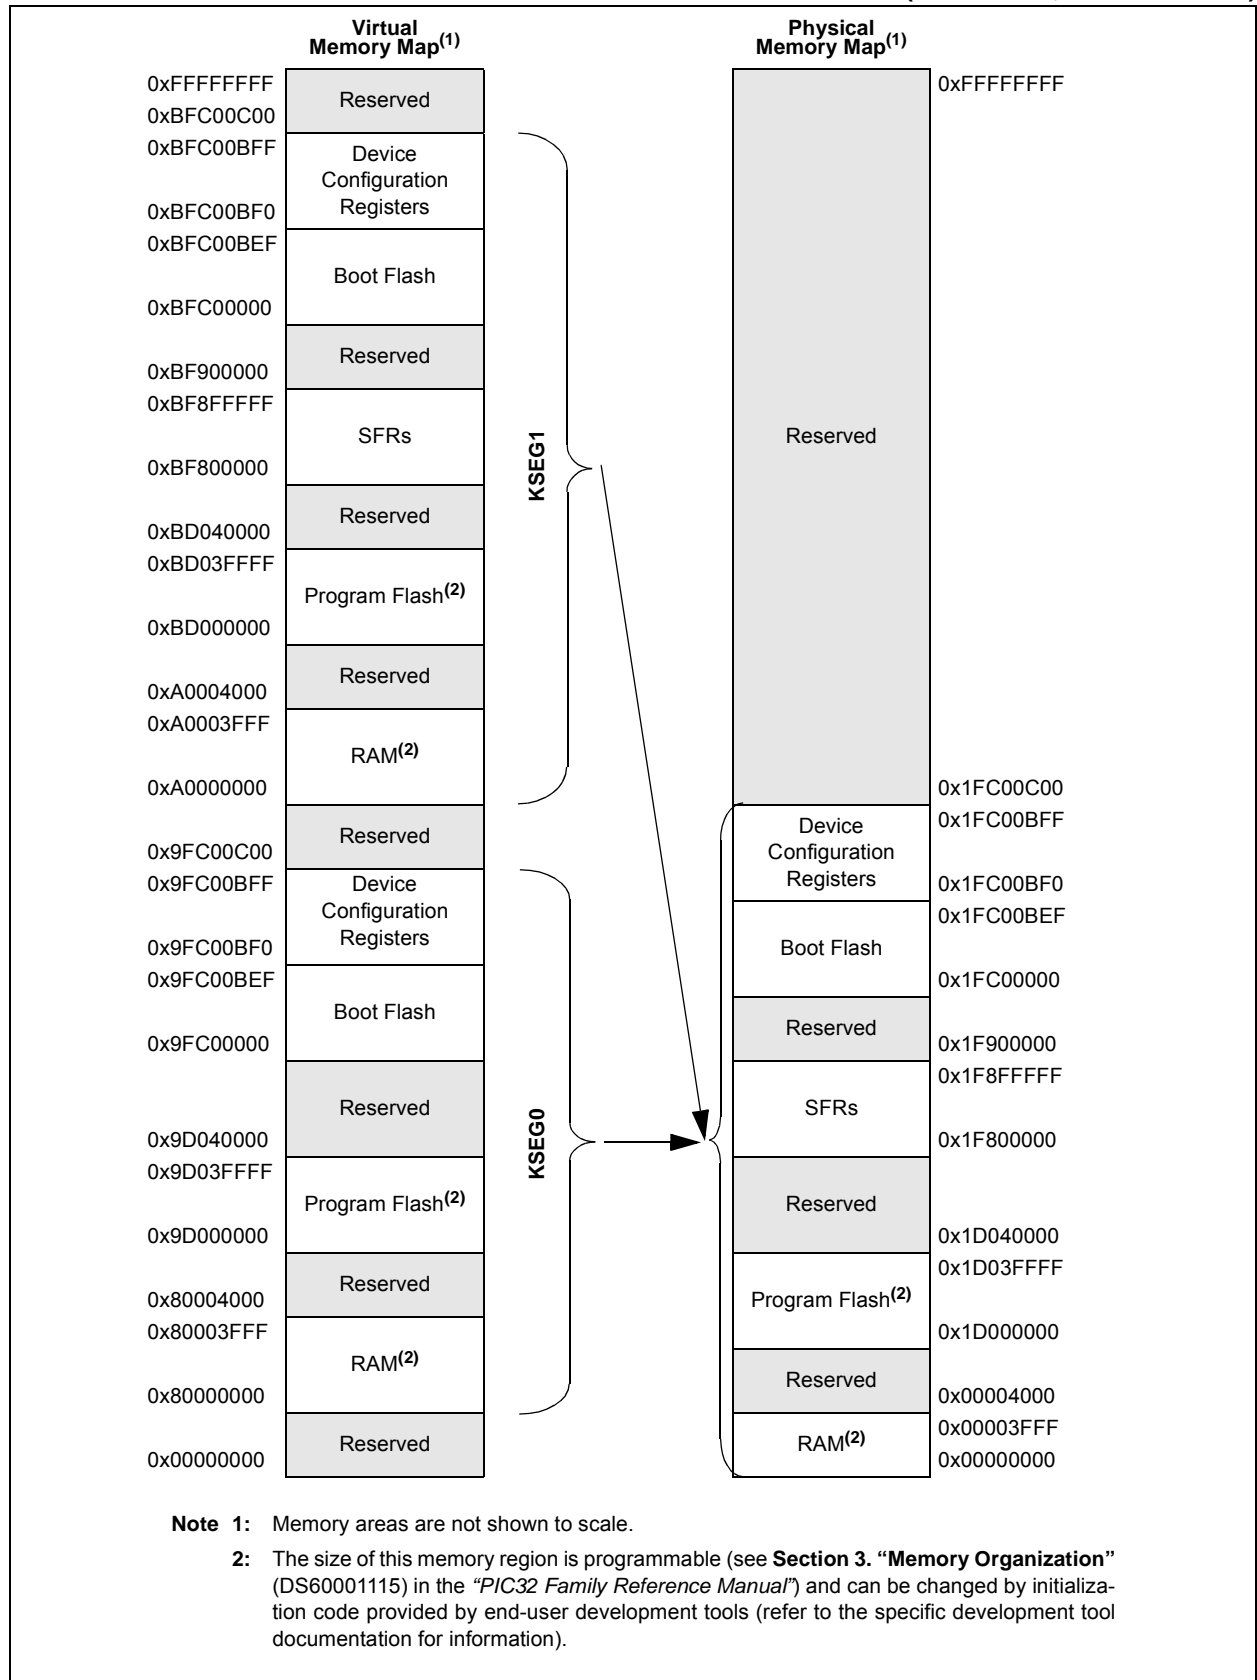 Virtual
Memory Map(1)
0xFFFFFFFF
Reserved
0xBFC00C00
0xBFC00BFF
Device
Configuration
Registers
0xBFC00BF0
0xBFC00BEF
Boot Flash
0xBFC00000
Reserved
0xBF900000
0xBF8FFFFF
SFRs
0xBF800000
Reserved
0xBD040000
0xBD03FFFF
Program Flash(2)
0xBD000000
Reserved
0xA0004000
0xA0003FFF
RAM(2)
0xA0000000
Reserved
0x9FC00C00
0x9FC00BFF
Device
Configuration
Registers
0x9FC00BF0
0x9FC00BEF
Boot Flash
0x9FC00000
Reserved
0x9D040000
0x9D03FFFF
Program Flash(2)
0x9D000000
Reserved
0x80004000
0x80003FFF
RAM(2)
0x80000000
Reserved
0x00000000
KSEG1
KSEG0
Physical
Memory Map(1)
0xFFFFFFFF
Reserved
0x1FC00C00
0x1FC00BFF
Device
Configuration
Registers
0x1FC00BF0
0x1FC00BEF
Boot Flash
0x1FC00000
Reserved
0x1F900000
0x1F8FFFFF
SFRs
0x1F800000
Reserved
0x1D040000
0x1D03FFFF
Program Flash(2)
0x1D000000
Reserved
0x00004000
0x00003FFF
RAM(2)
0x00000000
Note 1: Memory areas are not shown to scale.
2: The size of this memory region is programmable (see Section 3. “Memory Organization”
(DS60001115) in the “PIC32 Family Reference Manual”) and can be changed by initializa-
tion code provided by end-user development tools (refer to the specific development tool
documentation for information).